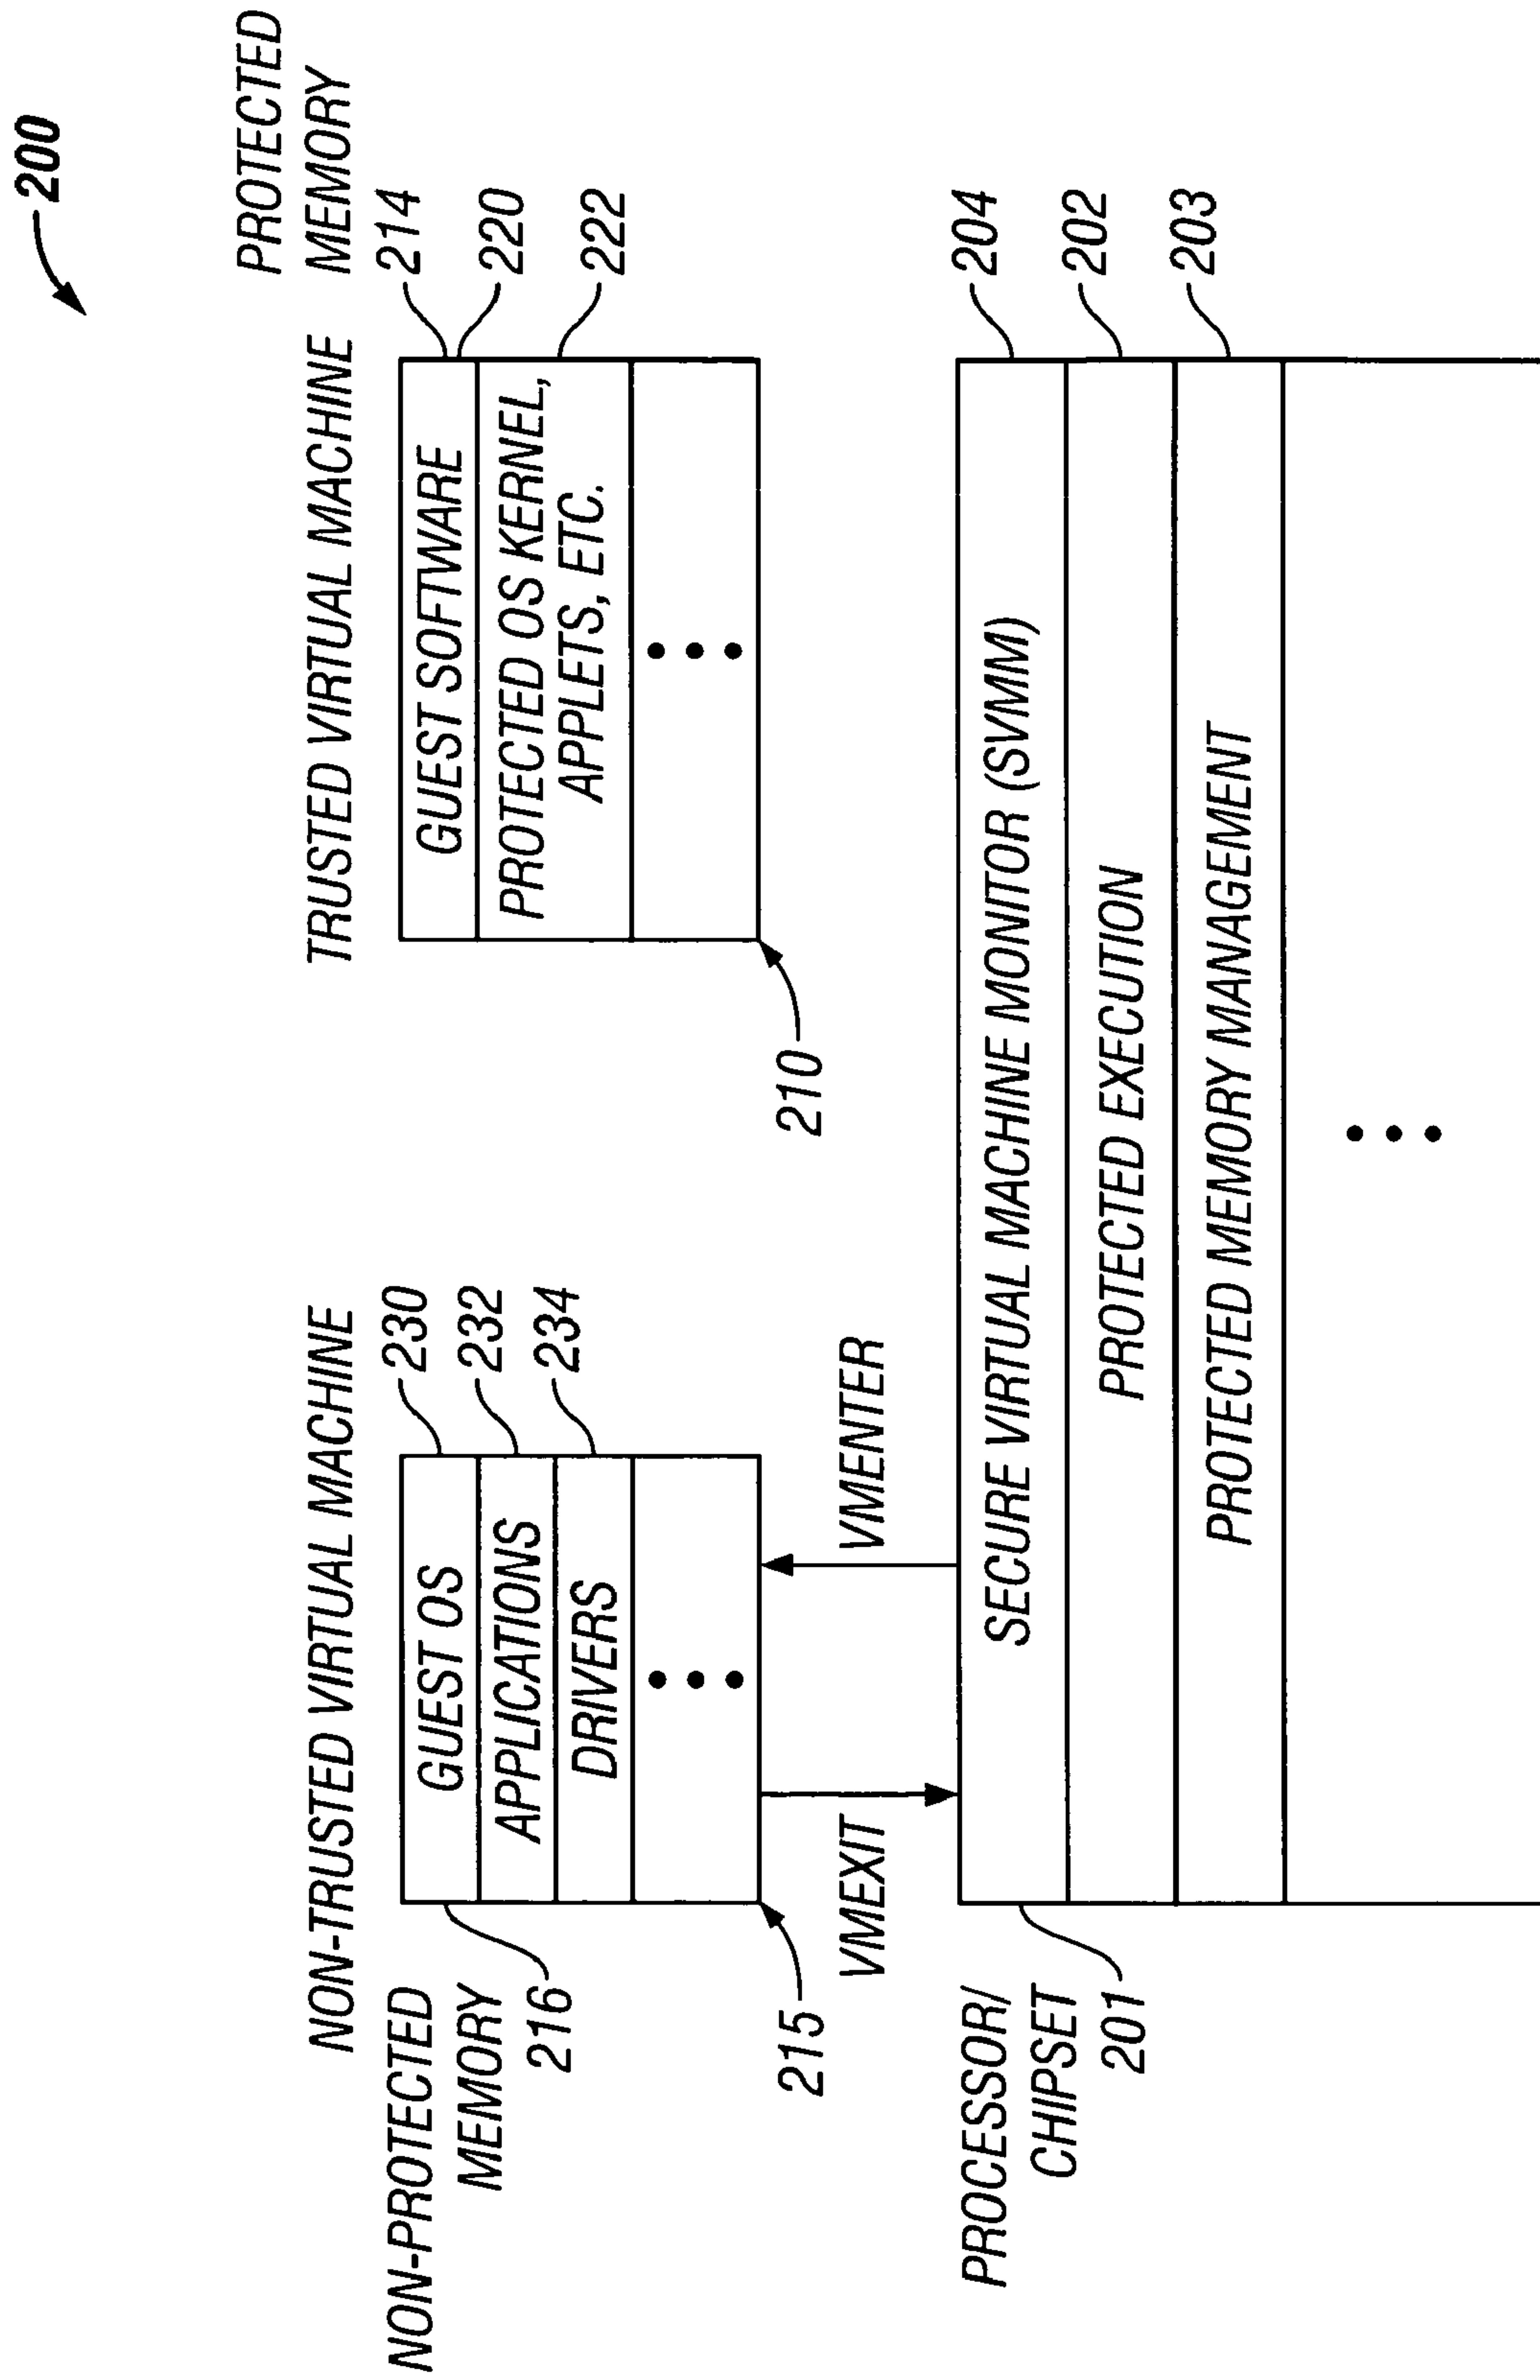 200
NON-TRUSTED VIRTUAL MACHINE
TRUSTED VIRTUAL MACHINE
PROTECTED
MEMORY
NON-PROTECTED
MEMORY
216
GUEST OS
APPLICATIONS
DRIVERS
230
232
234
215
GUEST SOFTWARE
PROTECTED OS KERNEL,
APPLETS, ETC.
214
220
222
210
VMEXIT
VMENTER
PROCESSOR/
CHIPSET
201
SECURE VIRTUAL MACHINE MONITOR (SVMM)
PROTECTED EXECUTION
PROTECTED MEMORY MANAGEMENT
204
202
203